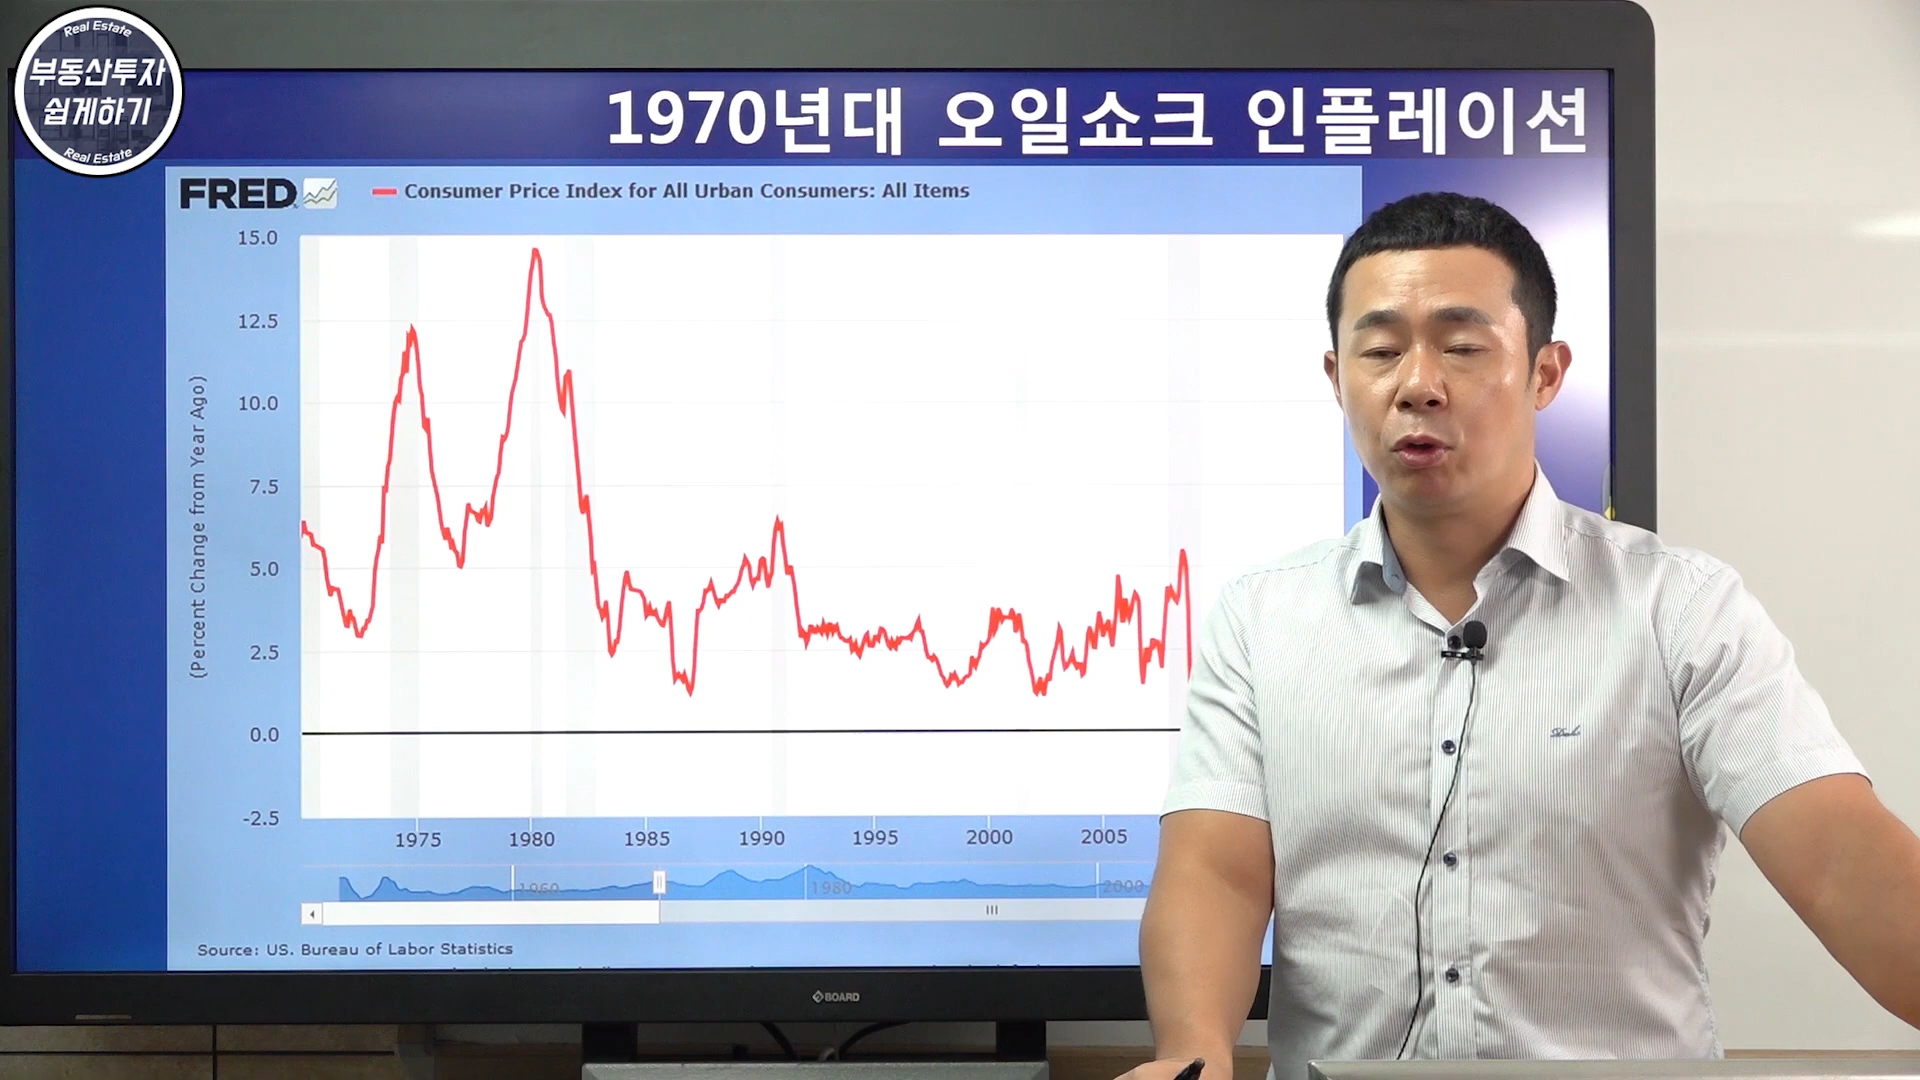 Real Estate
부동산투자
쉽게하기
Real Estate
1970년대 오일쇼크 인플레이션
FRED
Consumer Price Index for All Urban Consumers: All Items
(Percent Change from Year Ago)
15.0
12.5
10.0
7.5
5.0
2.5
0.0
-2.5
1975 1980 1985 1990 1995 2000 2005
1960 1980 2000
Source: US. Bureau of Labor Statistics
BOARD